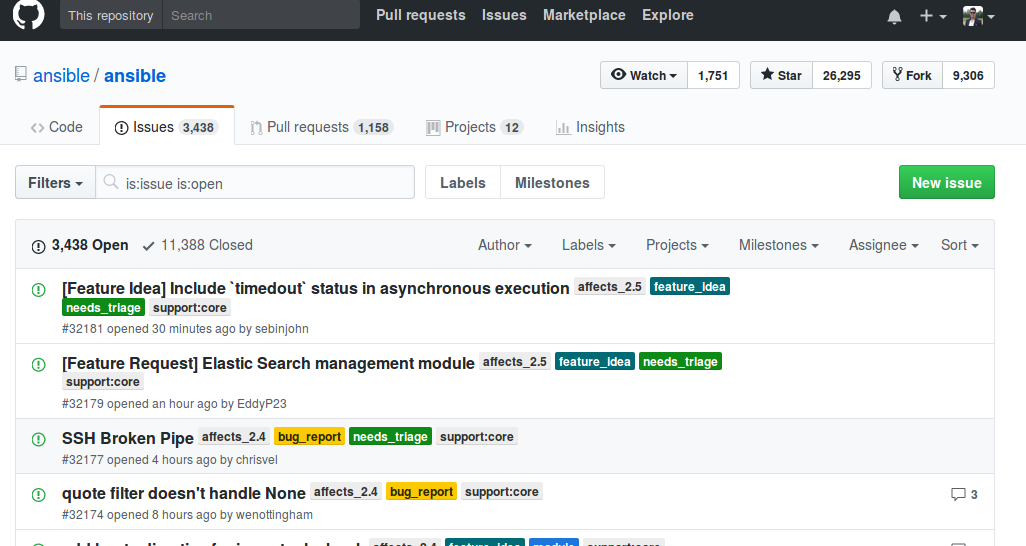 This repository Search Pull requests Issues Marketplace Explore
ansible / ansible Watch 1,751 Star 26,295 Fork 9,306
Code Issues 3,438 Pull requests 1,158 Projects 12 Insights
Filters is:issue is:open Labels Milestones New issue
3,438 Open 11,388 Closed Author Labels Projects Milestones Assignee Sort
[Feature Idea] Include `timedout` status in asynchronous execution affects_2.5 feature_idea
needs_triage support:core
#32181 opened 30 minutes ago by sebinjohn
[Feature Request] Elastic Search management module affects_2.5 feature_idea needs_triage
support:core
#32179 opened an hour ago by EddyP23
SSH Broken Pipe affects_2.4 bug_report needs_triage support:core
#32177 opened 4 hours ago by chrisvel
quote filter doesn't handle None affects_2.4 bug_report support:core 3
#32174 opened 8 hours ago by wenottingham